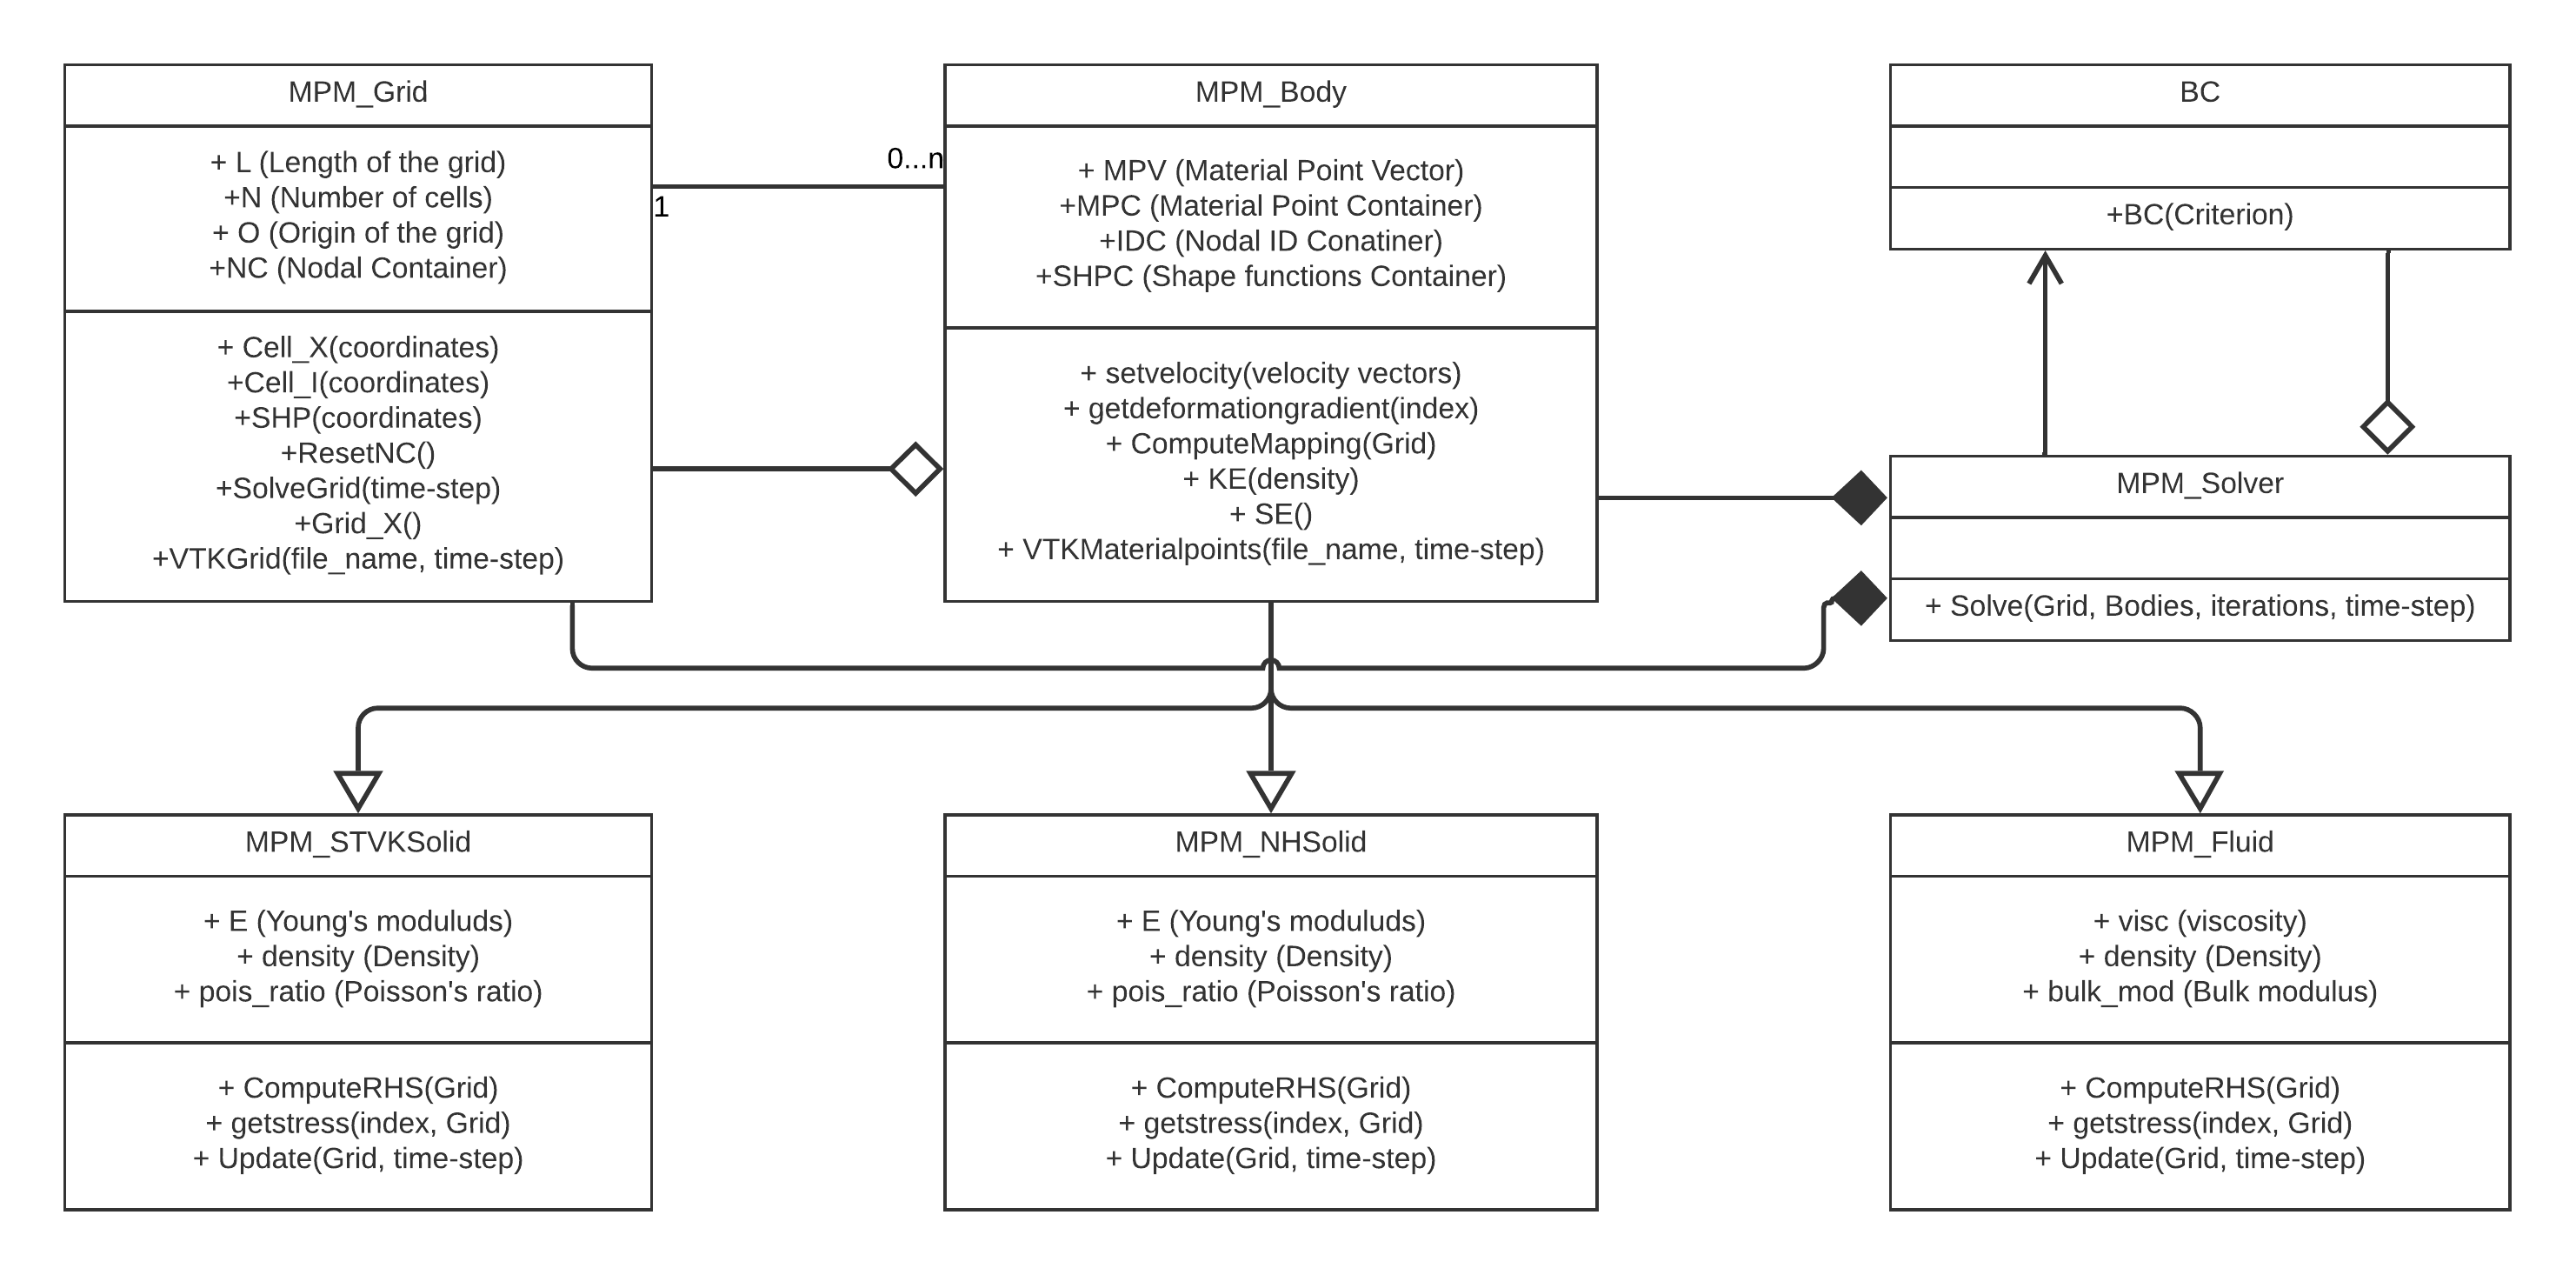 MPM_Grid
+ L (Length of the grid)
+N (Number of cells)
+ O (Origin of the grid)
+NC (Nodal Container)
+ Cell_X(coordinates)
+Cell_I(coordinates)
+SHP(coordinates)
+ResetNC()
+SolveGrid(time-step)
+Grid_X()
+VTKGrid(file_name, time-step)
0...n
1
MPM_Body
+ MPV (Material Point Vector)
+MPC (Material Point Container)
+IDC (Nodal ID Conatiner)
+SHPC (Shape functions Container)
+ setvelocity(velocity vectors)
+ getdeformationgradient(index)
+ ComputeMapping(Grid)
+ KE(density)
+ SE()
+ VTKMaterialpoints(file_name, time-step)
BC
+BC(Criterion)
MPM_Solver
+ Solve(Grid, Bodies, iterations, time-step)
MPM_STVKSolid
+ E (Young's moduluds)
+ density (Density)
+ pois_ratio (Poisson's ratio)
+ ComputeRHS(Grid)
+ getstress(index, Grid)
+ Update(Grid, time-step)
MPM_NHSolid
+ E (Young's moduluds)
+ density (Density)
+ pois_ratio (Poisson's ratio)
+ ComputeRHS(Grid)
+ getstress(index, Grid)
+ Update(Grid, time-step)
MPM_Fluid
+ visc (viscosity)
+ density (Density)
+ bulk_mod (Bulk modulus)
+ ComputeRHS(Grid)
+ getstress(index, Grid)
+ Update(Grid, time-step)